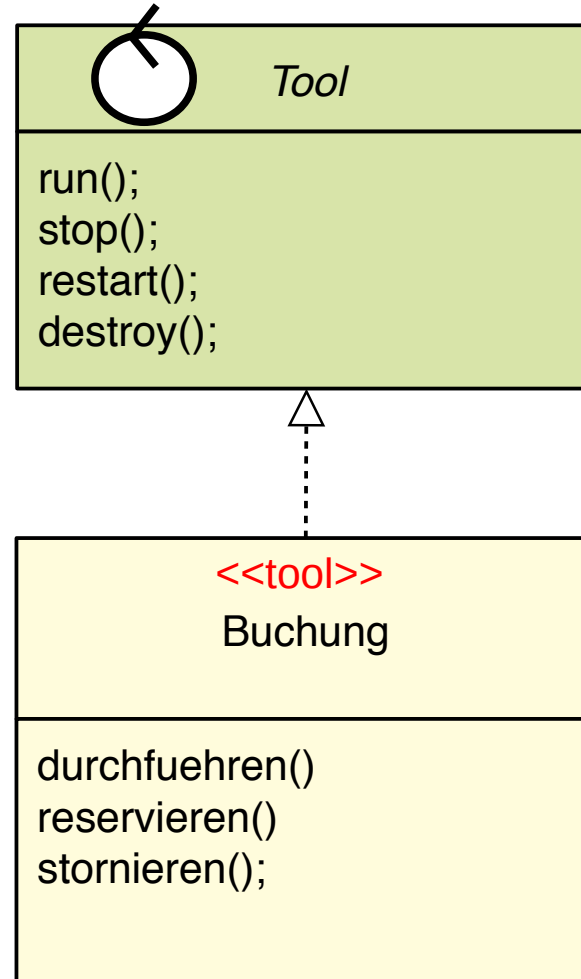 Tool
run();
stop();
restart();
destroy();
<<tool>>
Buchung
durchfuehren()
reservieren()
stornieren();